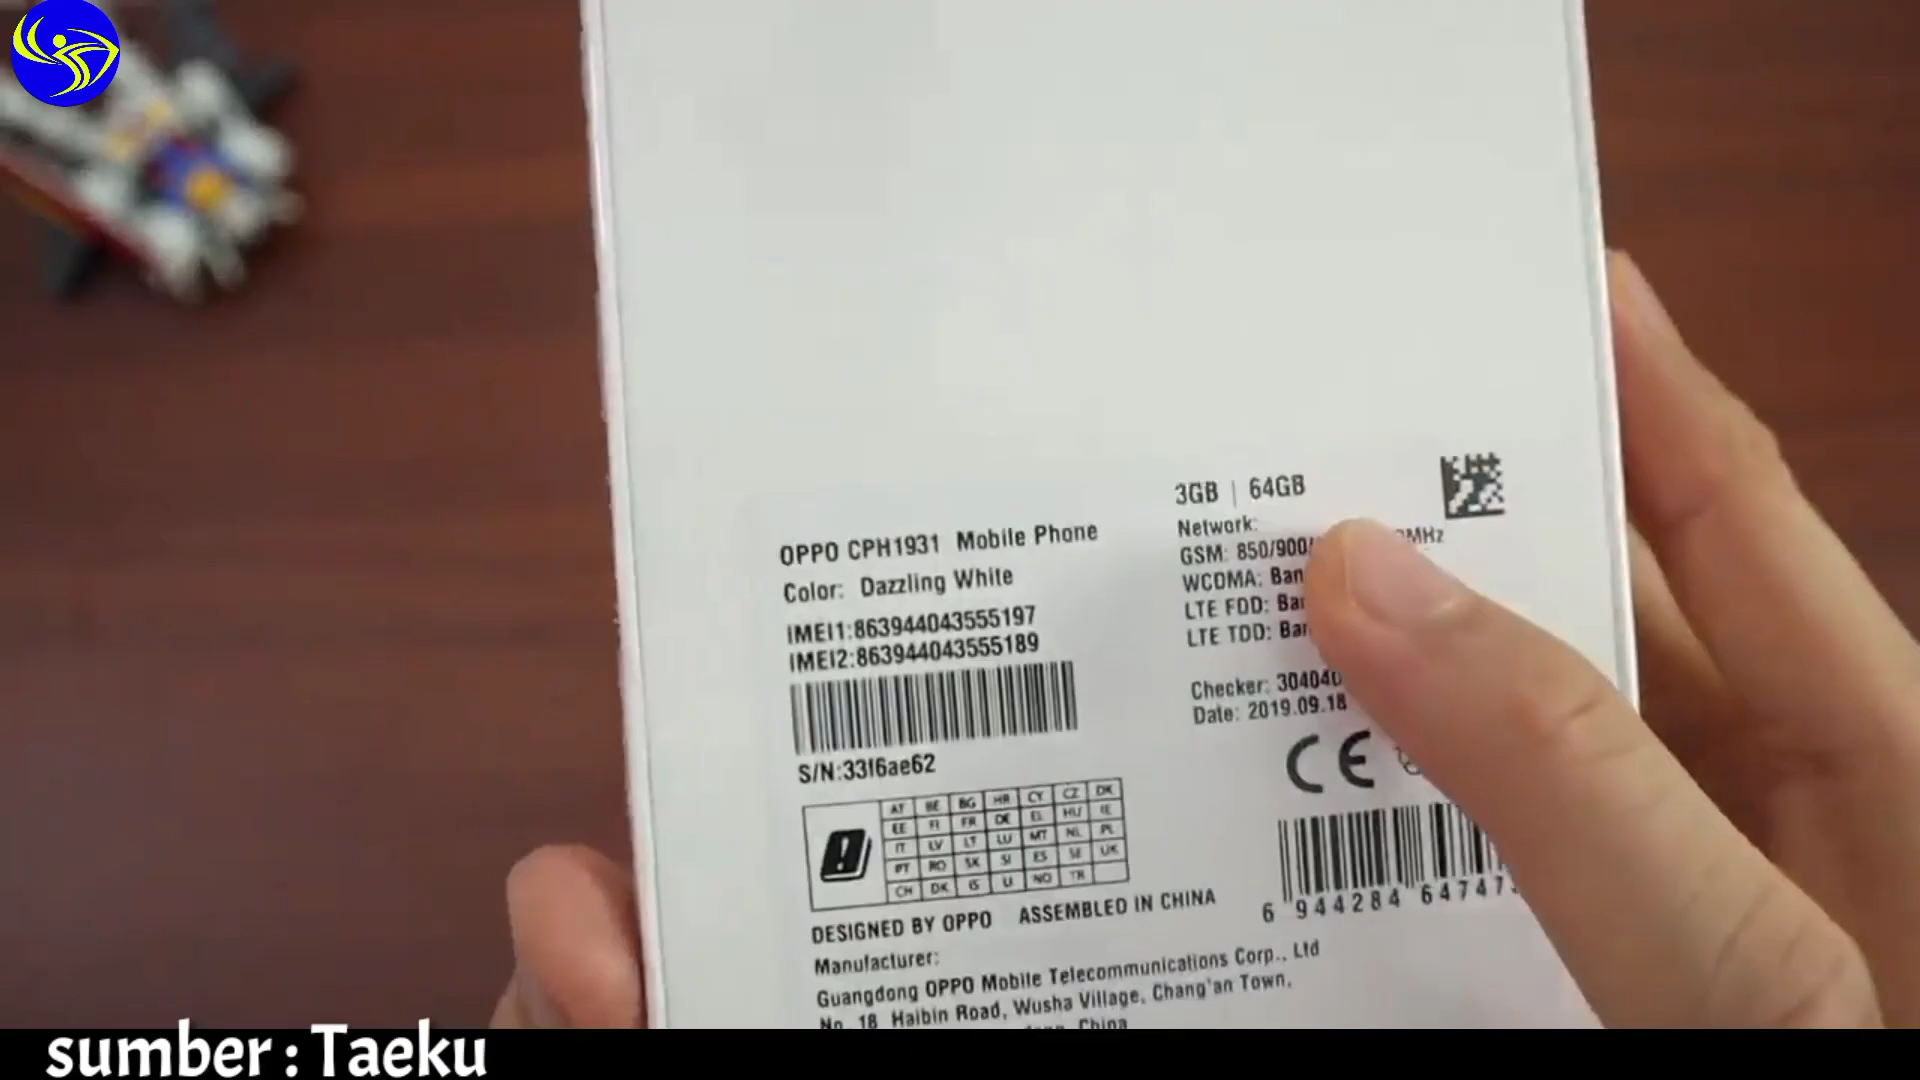 3GB | 64GB
Network:
GSM: 850/900/ MHz
WCDMA:
LTE FDD:
LTE TDD:
Checker: 
Date: 2019.09.18
CE
OPPO CPH1931 Mobile Phone
Color: Dazzling White
IMEI1:863944043555197
IMEI2:863944043555189
S/N:33f6ae62
AT BE BG HR CY CZ DK
EE FI FR DE EL HU IE
IT LV LT LU MT NL PL
PT RO SK SI ES SE UK
CH DK IS LI NO TR
6 944284 64747
DESIGNED BY OPPO ASSEMBLED IN CHINA
Manufacturer:
Guangdong OPPO Mobile Telecommunications Corp., Ltd
No. 18 Haibin Road, Wusha Village, Chang'an Town,
China
sumber : Taeku